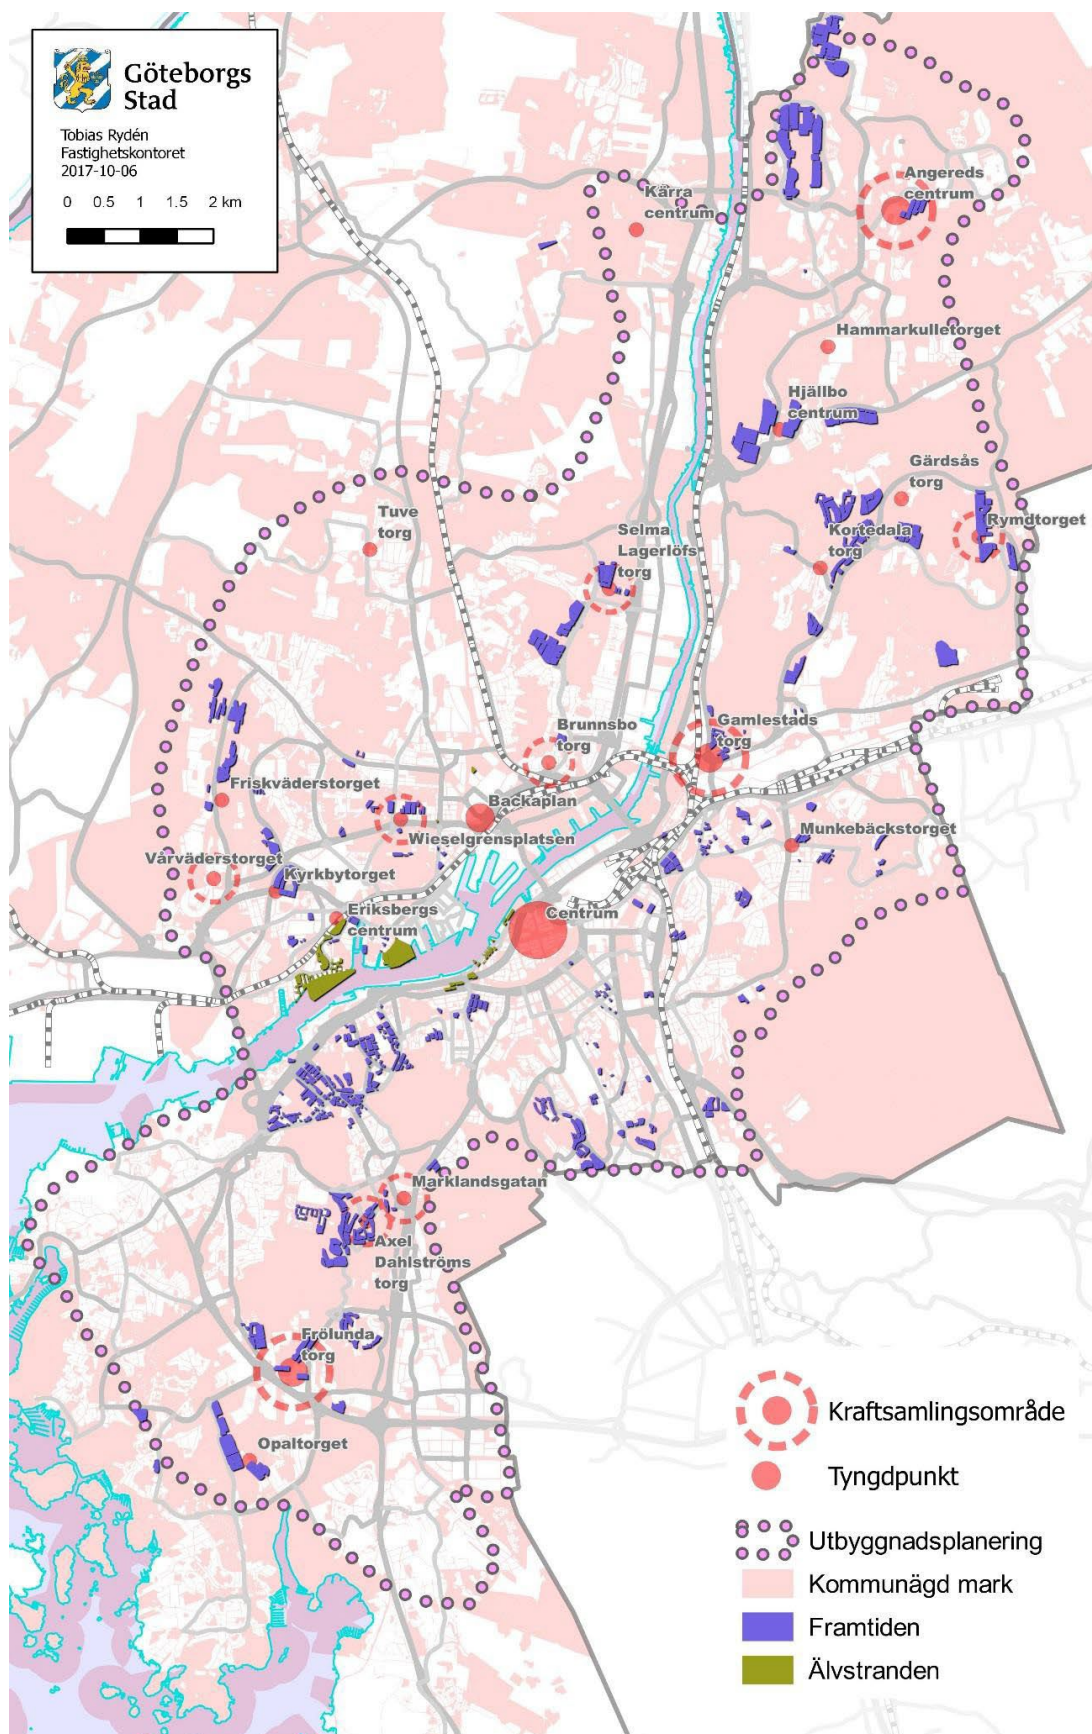 Göteborgs
Stad
Tobias Rydén
Fastighetskontoret
2017-10-06
0 0.5 1 1.5 2 km
Kärra
centrum
Angereds
centrum
Hammarkulletorget
Hjällbo
centrum
Gärdsås
torg
Tuve
torg
Selma
Lagerlöfs
torg
Kortedala
torg
Rymdtorget
Brunnsbo
torg
Gamlestads
torg
Friskväderstorget
Backaplan
Wieselgrensplatsen
Munkebäckstorget
Vårväderstorget
Kyrkbytorget
Eriksbergs
centrum
Centrum
Marklandsgatan
Axel
Dahlströms
torg
Frölunda
torg
Opaltorget
Kraftsamlingsområde
Tyngdpunkt
Utbyggnadsplanering
Kommunägd mark
Framtiden
Älvstranden